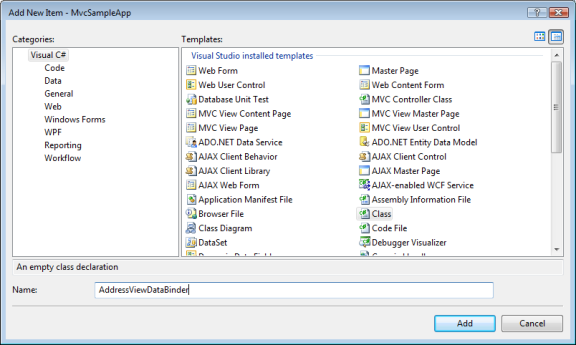 Add New Item - MvcSampleApp
Categories:
Templates:
Visual C#
Code
Data
General
Web
Windows Forms
WPF
Reporting
Workflow
Visual Studio installed templates
Web Form
Master Page
Web User Control
Web Content Form
Database Unit Test
MVC Controller Class
MVC View Content Page
MVC View Master Page
MVC View Page
MVC View User Control
ADO.NET Data Service
ADO.NET Entity Data Model
AJAX Client Behavior
AJAX Client Control
AJAX Client Library
AJAX Master Page
AJAX Web Form
AJAX-enabled WCF Service
Application Manifest File
Assembly Information File
Browser File
Class
Class Diagram
Code File
DataSet
Debugger Visualizer
An empty class declaration
Name:
AddressViewDataBinder
Add
Cancel